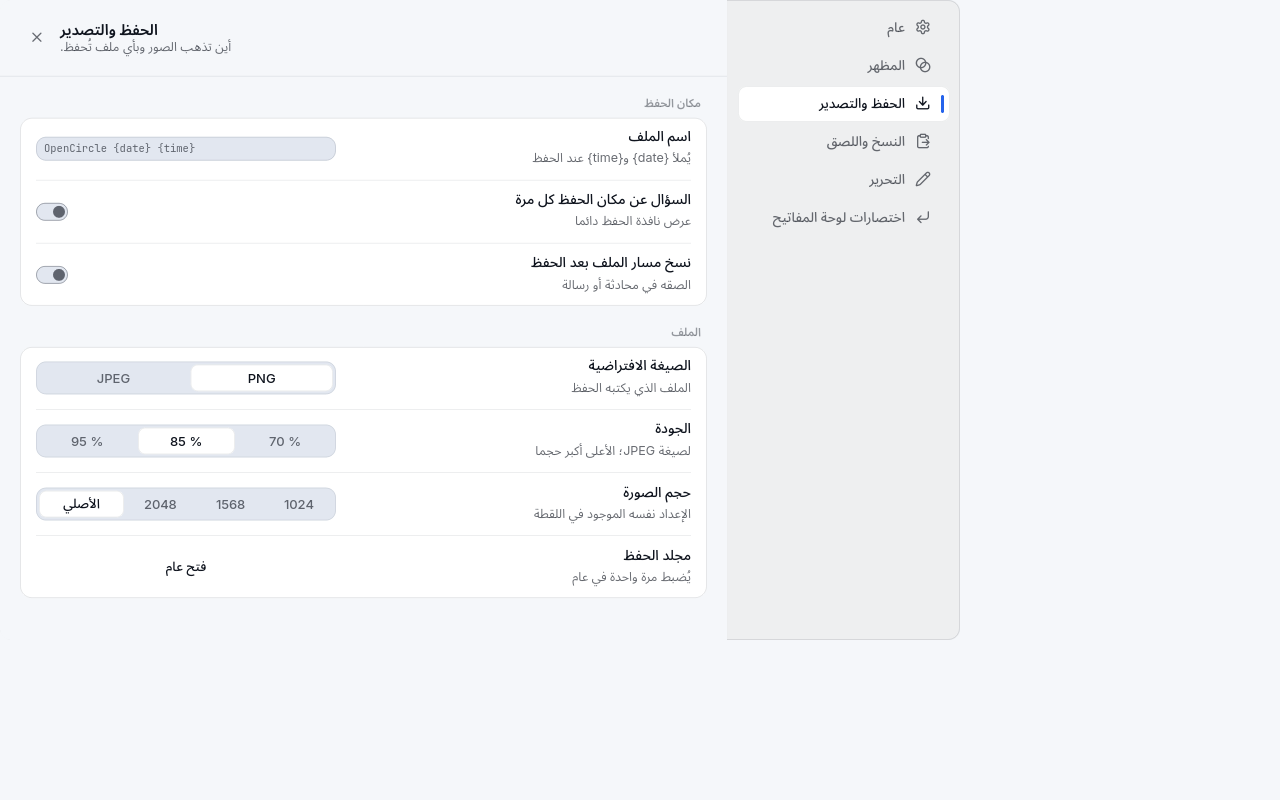 عام
المظهر
الحفظ والتصدير
النسخ واللصق
التحرير
اختصارات لوحة المفاتيح
الحفظ والتصدير
أين تذهب الصور وبأي ملف تُحفظ.
مكان الحفظ
اسم الملف
يُملأ {date} و{time} عند الحفظ
OpenCircle {date} {time}
السؤال عن مكان الحفظ كل مرة
عرض نافذة الحفظ دائما
نسخ مسار الملف بعد الحفظ
الصقه في محادثة أو رسالة
الملف
الصيغة الافتراضية
الملف الذي يكتبه الحفظ
PNG
JPEG
الجودة
لصيغة JPEG؛ الأعلى أكبر حجما
70 %
85 %
95 %
حجم الصورة
الإعداد نفسه الموجود في اللقطة
1024
1568
2048
الأصلي
مجلد الحفظ
يُضبط مرة واحدة في عام
فتح عام